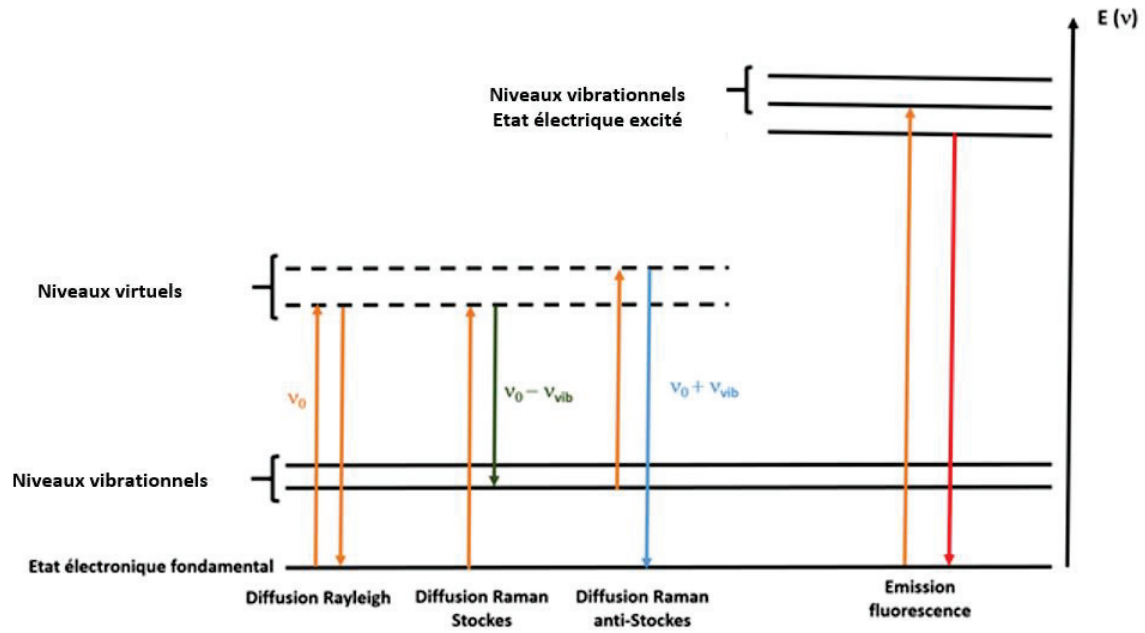 E (ν)
Niveaux vibrationnels
Etat électrique excité
Niveaux virtuels
ν0
ν0 – νvib
ν0 + νvib
Niveaux vibrationnels
Etat électronique fondamental
Diffusion Rayleigh
Diffusion Raman
Stockes
Diffusion Raman
anti-Stockes
Emission
fluorescence